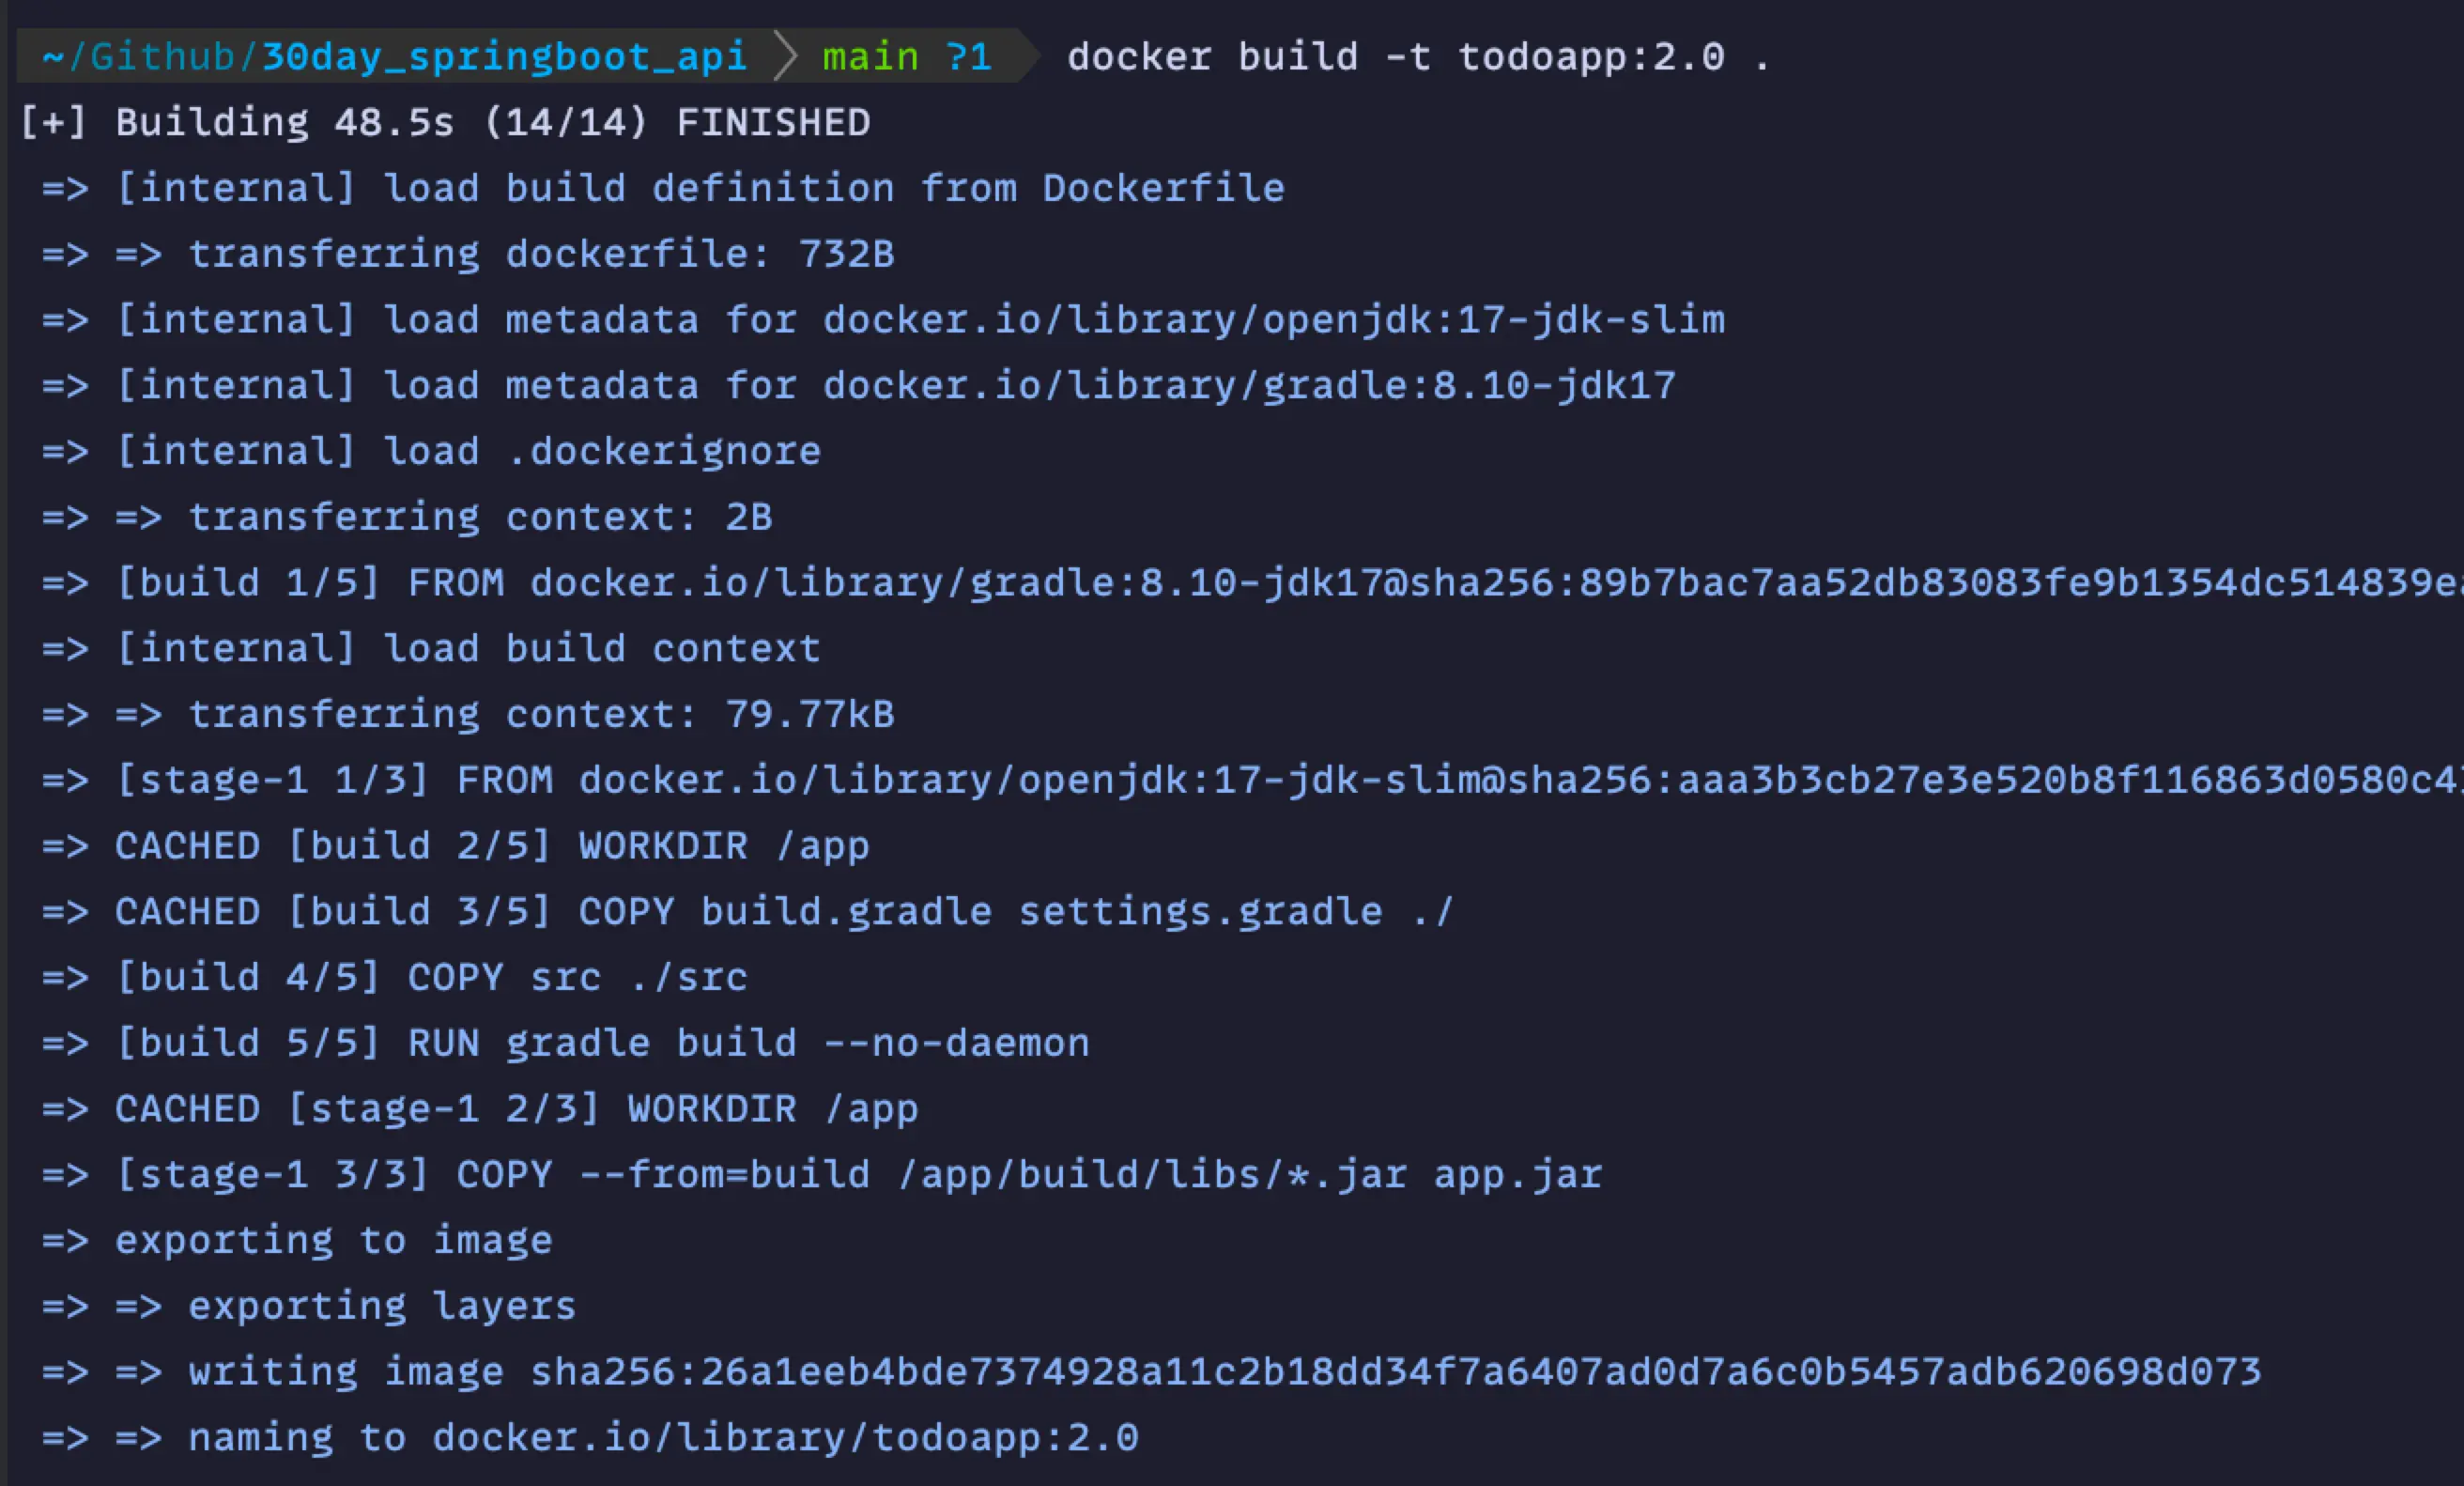 ~/Github/30day_springboot_api main ?1 docker build -t todoapp:2.0 .
[+] Building 48.5s (14/14) FINISHED
=> [internal] load build definition from Dockerfile
=> => transferring dockerfile: 732B
=> [internal] load metadata for docker.io/library/openjdk:17-jdk-slim
=> [internal] load metadata for docker.io/library/gradle:8.10-jdk17
=> [internal] load .dockerignore
=> => transferring context: 2B
=> [build 1/5] FROM docker.io/library/gradle:8.10-jdk17@sha256:89b7bac7aa52db83083fe9b1354dc514839ea
=> [internal] load build context
=> => transferring context: 79.77kB
=> [stage-1 1/3] FROM docker.io/library/openjdk:17-jdk-slim@sha256:aaa3b3cb27e3e520b8f116863d0580c4
=> CACHED [build 2/5] WORKDIR /app
=> CACHED [build 3/5] COPY build.gradle settings.gradle ./
=> [build 4/5] COPY src ./src
=> [build 5/5] RUN gradle build --no-daemon
=> CACHED [stage-1 2/3] WORKDIR /app
=> [stage-1 3/3] COPY --from=build /app/build/libs/*.jar app.jar
=> exporting to image
=> => exporting layers
=> => writing image sha256:26a1eeb4bde7374928a11c2b18dd34f7a6407ad0d7a6c0b5457adb620698d073
=> => naming to docker.io/library/todoapp:2.0